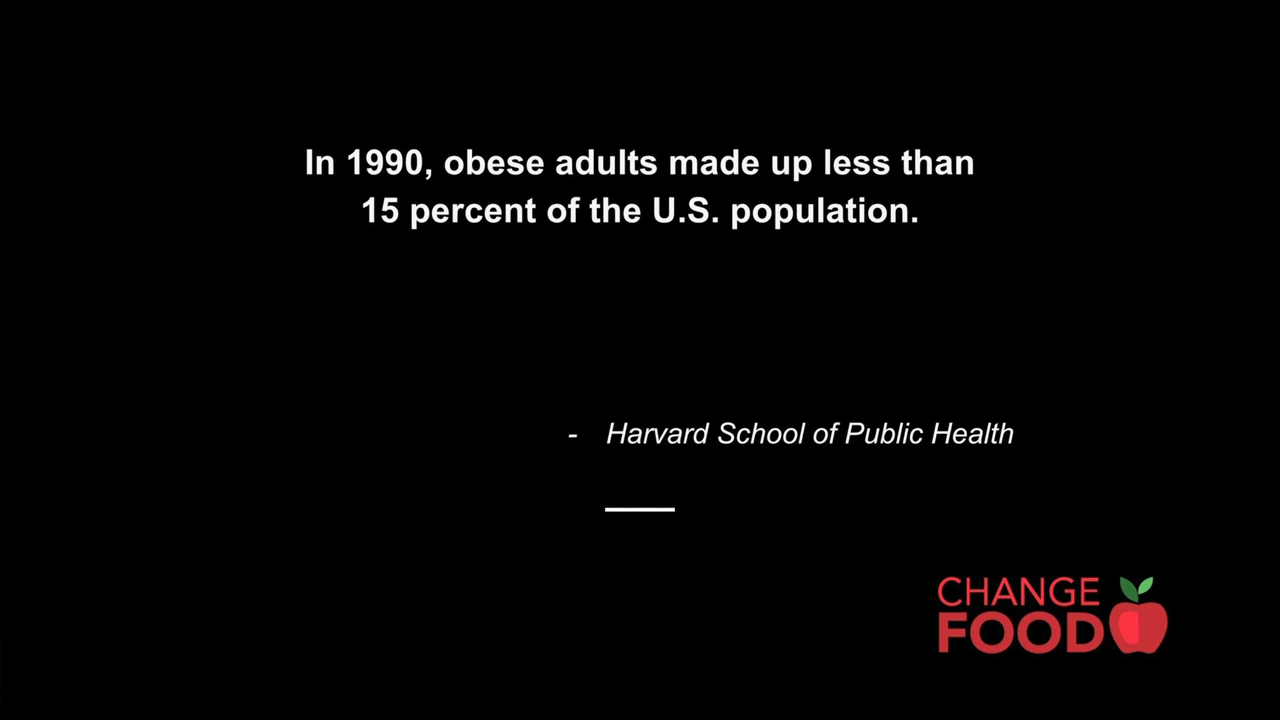 In 1990, obese adults made up less than
15 percent of the U.S. population.
- Harvard School of Public Health
CHANGE
FOOD